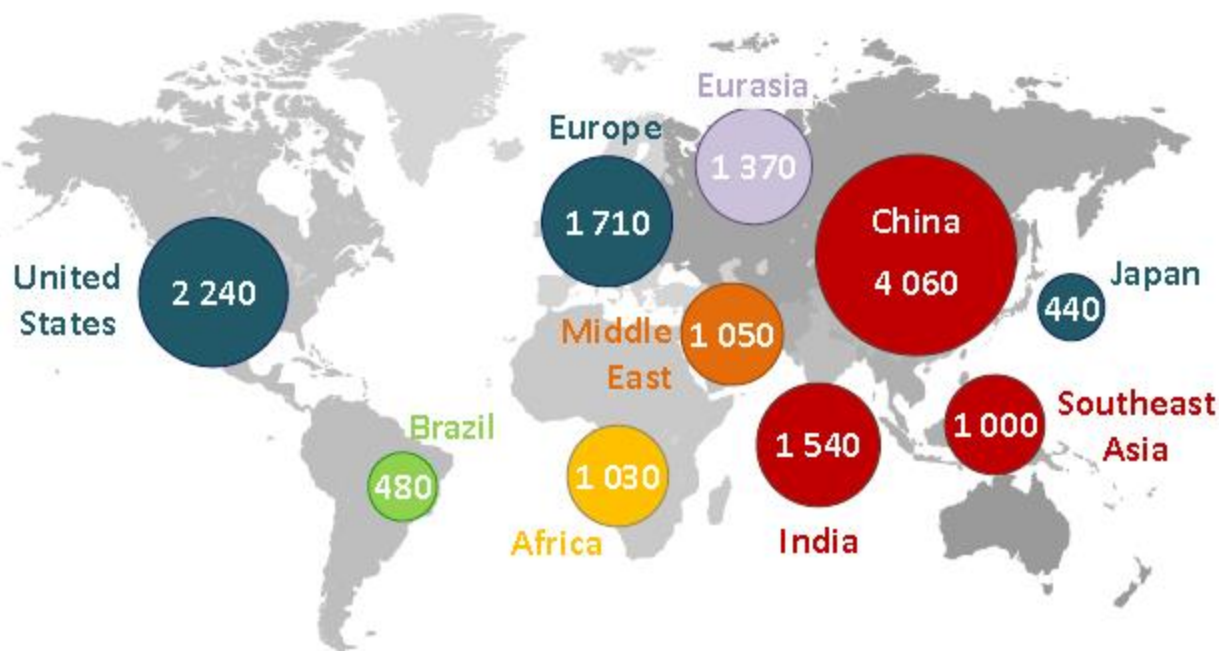 Eurasia
1 370
Europe
1 710
China
4 060
United
States
2 240
Japan
440
Middle
East
1 050
Southeast
Asia
1 000
Brazil
480
Africa
1 030
1 540
India